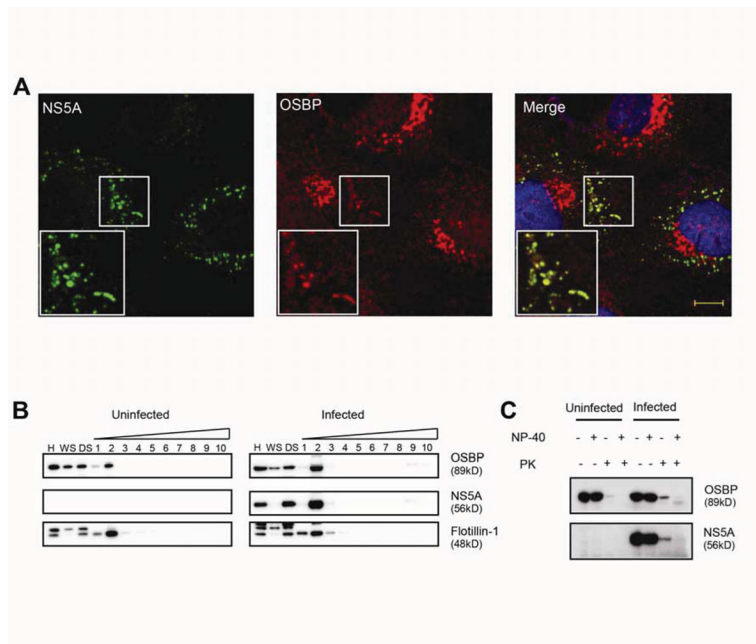 A
NS5A
OSBP
Merge
B
Uninfected
Infected
H WS DS 1 2 3 4 5 6 7 8 9 10
H WS DS 1 2 3 4 5 6 7 8 9 10
OSBP
(89kD)
NS5A
(56kD)
Flotillin-1
(48kD)
C
Uninfected Infected
NP-40 - + - + - + - +
PK - - + + - - + +
OSBP
(89kD)
NS5A
(56kD)